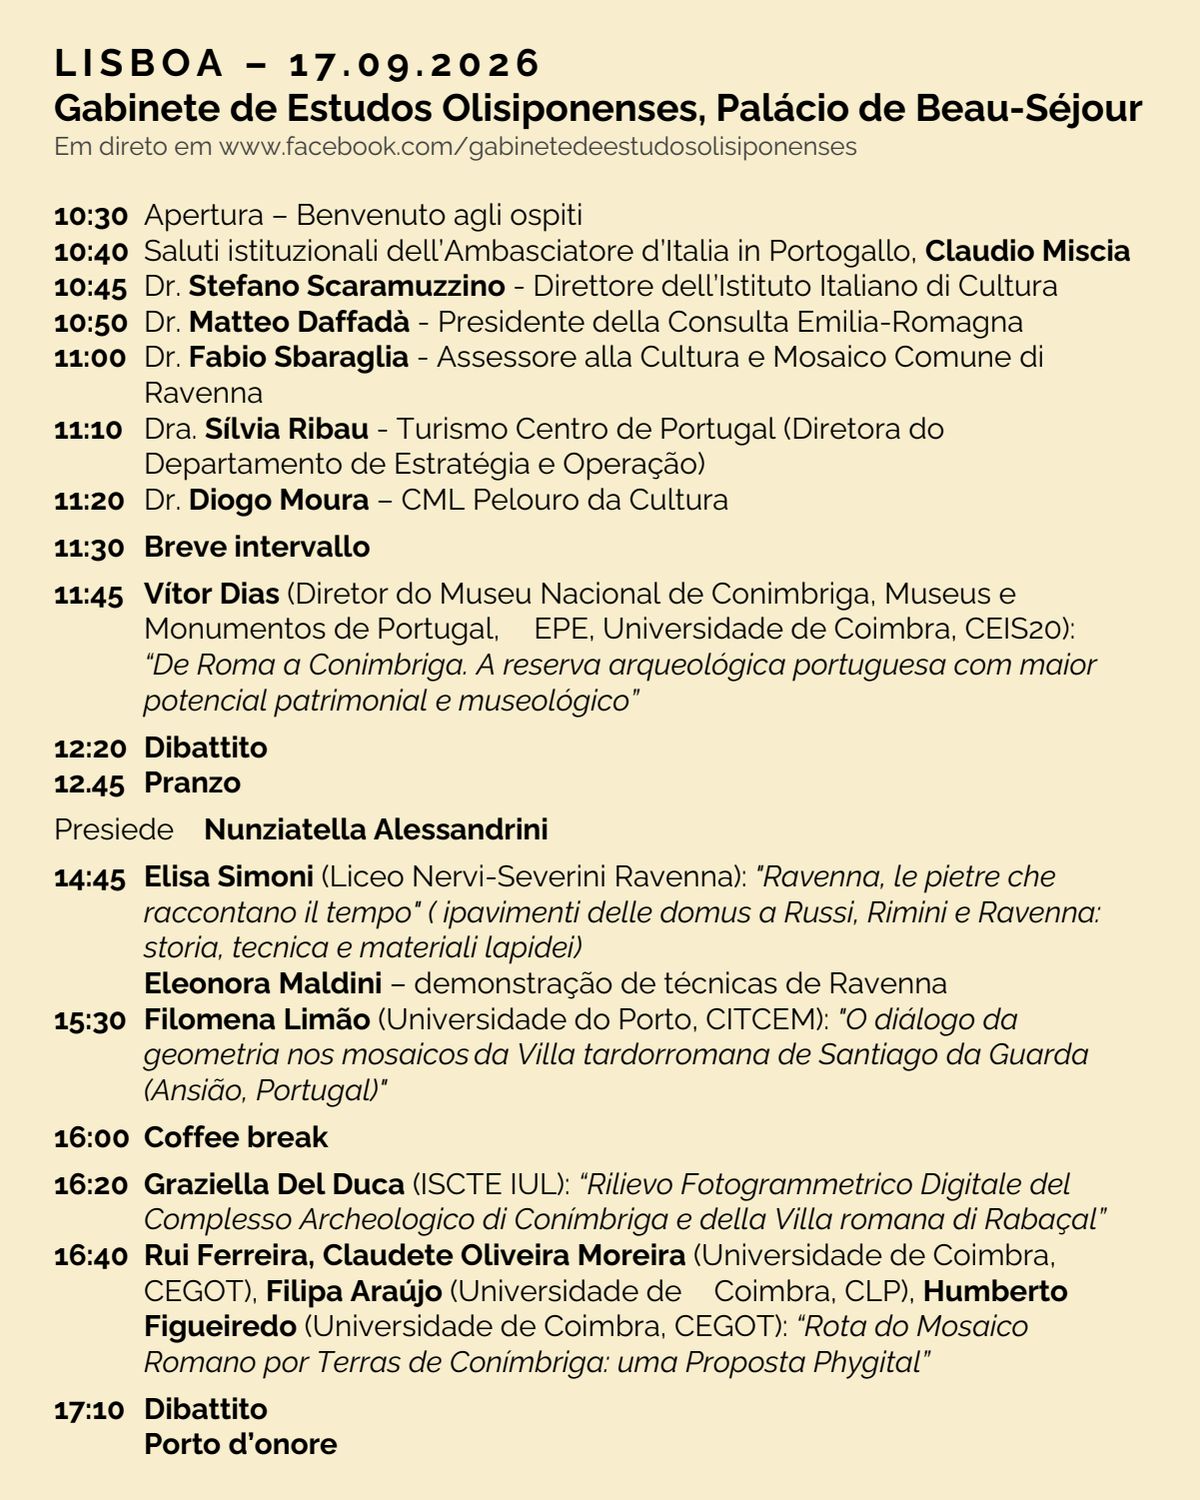 LISBOA – 17.09.2026
Gabinete de Estudos Olisiponenses, Palácio de Beau-Séjour
Em direto em www.facebook.com/gabinetedeestudosolisiponenses
10:30 Apertura – Benvenuto agli ospiti
10:40 Saluti istituzionali dell’Ambasciatore d’Italia in Portogallo, Claudio Miscia
10:45 Dr. Stefano Scaramuzzino - Direttore dell’Istituto Italiano di Cultura
10:50 Dr. Matteo Daffadà - Presidente della Consulta Emilia-Romagna
11:00 Dr. Fabio Sbaraglia - Assessore alla Cultura e Mosaico Comune di
Ravenna
11:10 Dra. Sílvia Ribau - Turismo Centro de Portugal (Diretora do
Departamento de Estratégia e Operação)
11:20 Dr. Diogo Moura – CML Pelouro da Cultura
11:30 Breve intervallo
11:45 Vítor Dias (Diretor do Museu Nacional de Conimbriga, Museus e
Monumentos de Portugal, EPE, Universidade de Coimbra, CEIS20):
“De Roma a Conimbriga. A reserva arqueológica portuguesa com maior
potencial patrimonial e museológico”
12:20 Dibattito
12.45 Pranzo
Presiede Nunziatella Alessandrini
14:45 Elisa Simoni (Liceo Nervi-Severini Ravenna): "Ravenna, le pietre che
raccontano il tempo" ( ipavimenti delle domus a Russi, Rimini e Ravenna:
storia, tecnica e materiali lapidei)
Eleonora Maldini – demonstração de técnicas de Ravenna
15:30 Filomena Limão (Universidade do Porto, CITCEM): "O diálogo da
geometria nos mosaicos da Villa tardorromana de Santiago da Guarda
(Ansião, Portugal)"
16:00 Coffee break
16:20 Graziella Del Duca (ISCTE IUL): “Rilievo Fotogrammetrico Digitale del
Complesso Archeologico di Conímbriga e della Villa romana di Rabaçal”
16:40 Rui Ferreira, Claudete Oliveira Moreira (Universidade de Coimbra,
CEGOT), Filipa Araújo (Universidade de Coimbra, CLP), Humberto
Figueiredo (Universidade de Coimbra, CEGOT): “Rota do Mosaico
Romano por Terras de Conímbriga: uma Proposta Phygital”
17:10 Dibattito
Porto d’onore